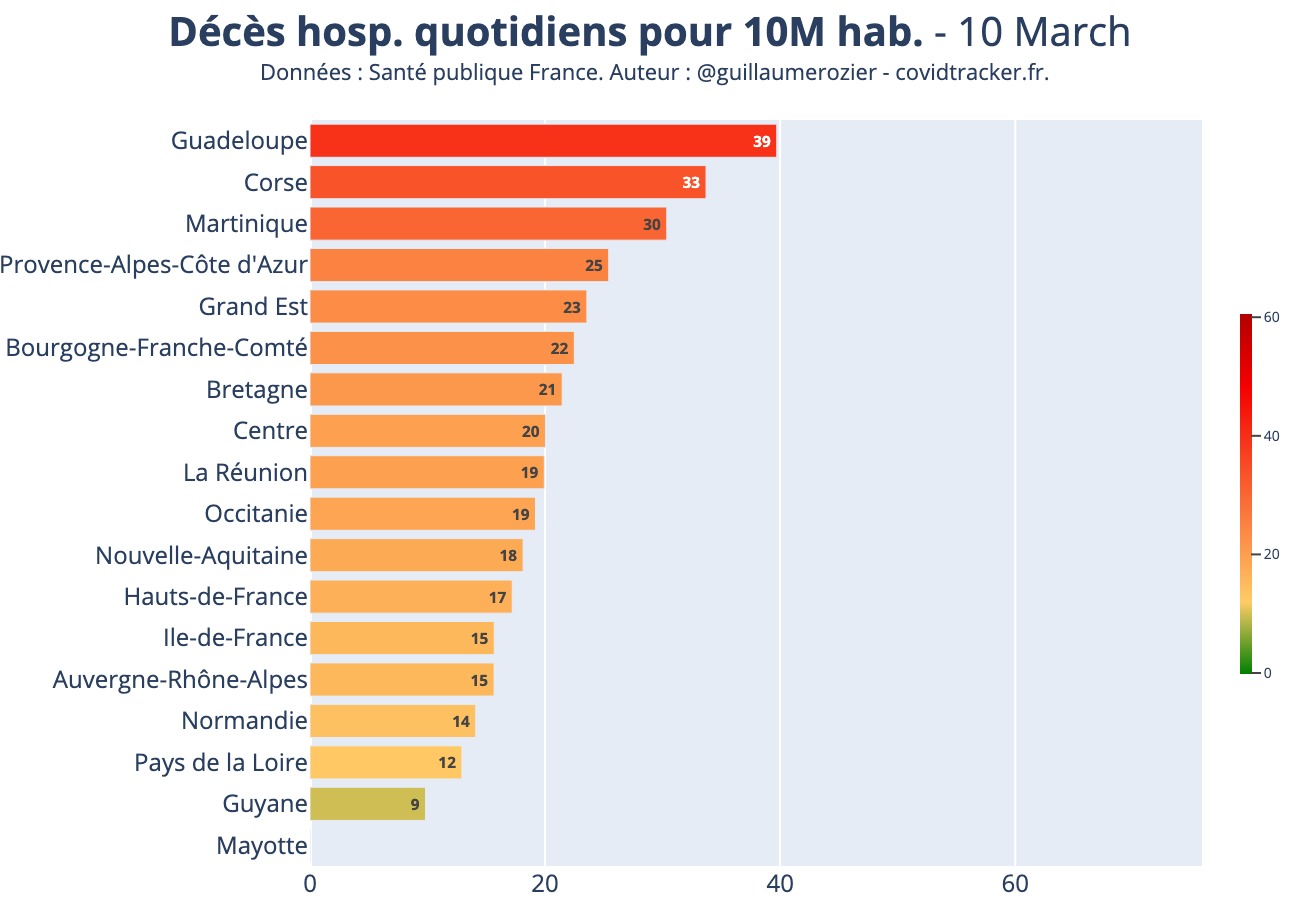 Décès hosp. quotidiens pour 10M hab. - 10 March
Données : Santé publique France. Auteur : @guillaumerozier - covidtracker.fr.
Guadeloupe 39
Corse 33
Martinique 30
Provence-Alpes-Côte d'Azur 25
Grand Est 23
Bourgogne-Franche-Comté 22
Bretagne 21
Centre 20
La Réunion 19
Occitanie 19
Nouvelle-Aquitaine 18
Hauts-de-France 17
Ile-de-France 15
Auvergne-Rhône-Alpes 15
Normandie 14
Pays de la Loire 12
Guyane 9
Mayotte
0 20 40 60
60
40
20
0